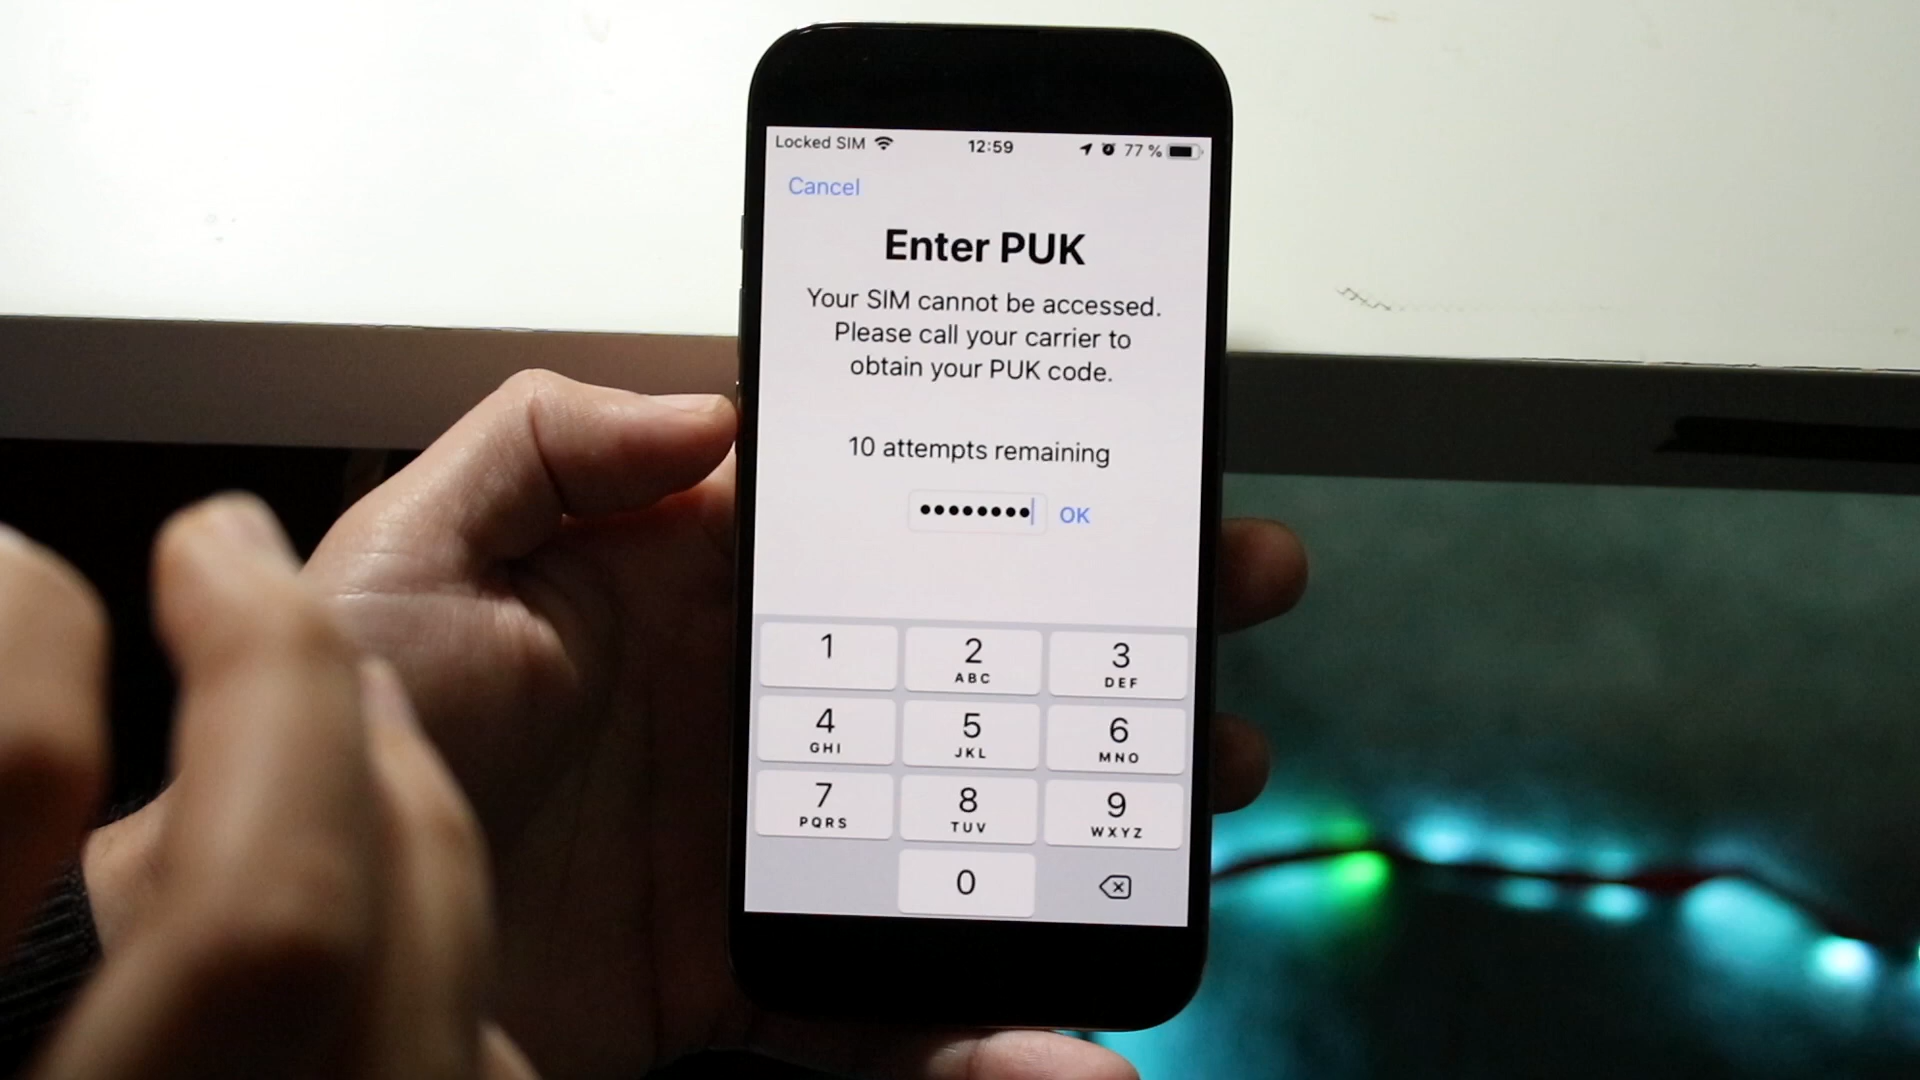 Locked SIM 12:59 77 %
Cancel
Enter PUK
Your SIM cannot be accessed.
Please call your carrier to
obtain your PUK code.
10 attempts remaining
•••••••• OK
1 2 3
ABC DEF
4 5 6
GHI JKL MNO
7 8 9
PQRS TUV WXYZ
0